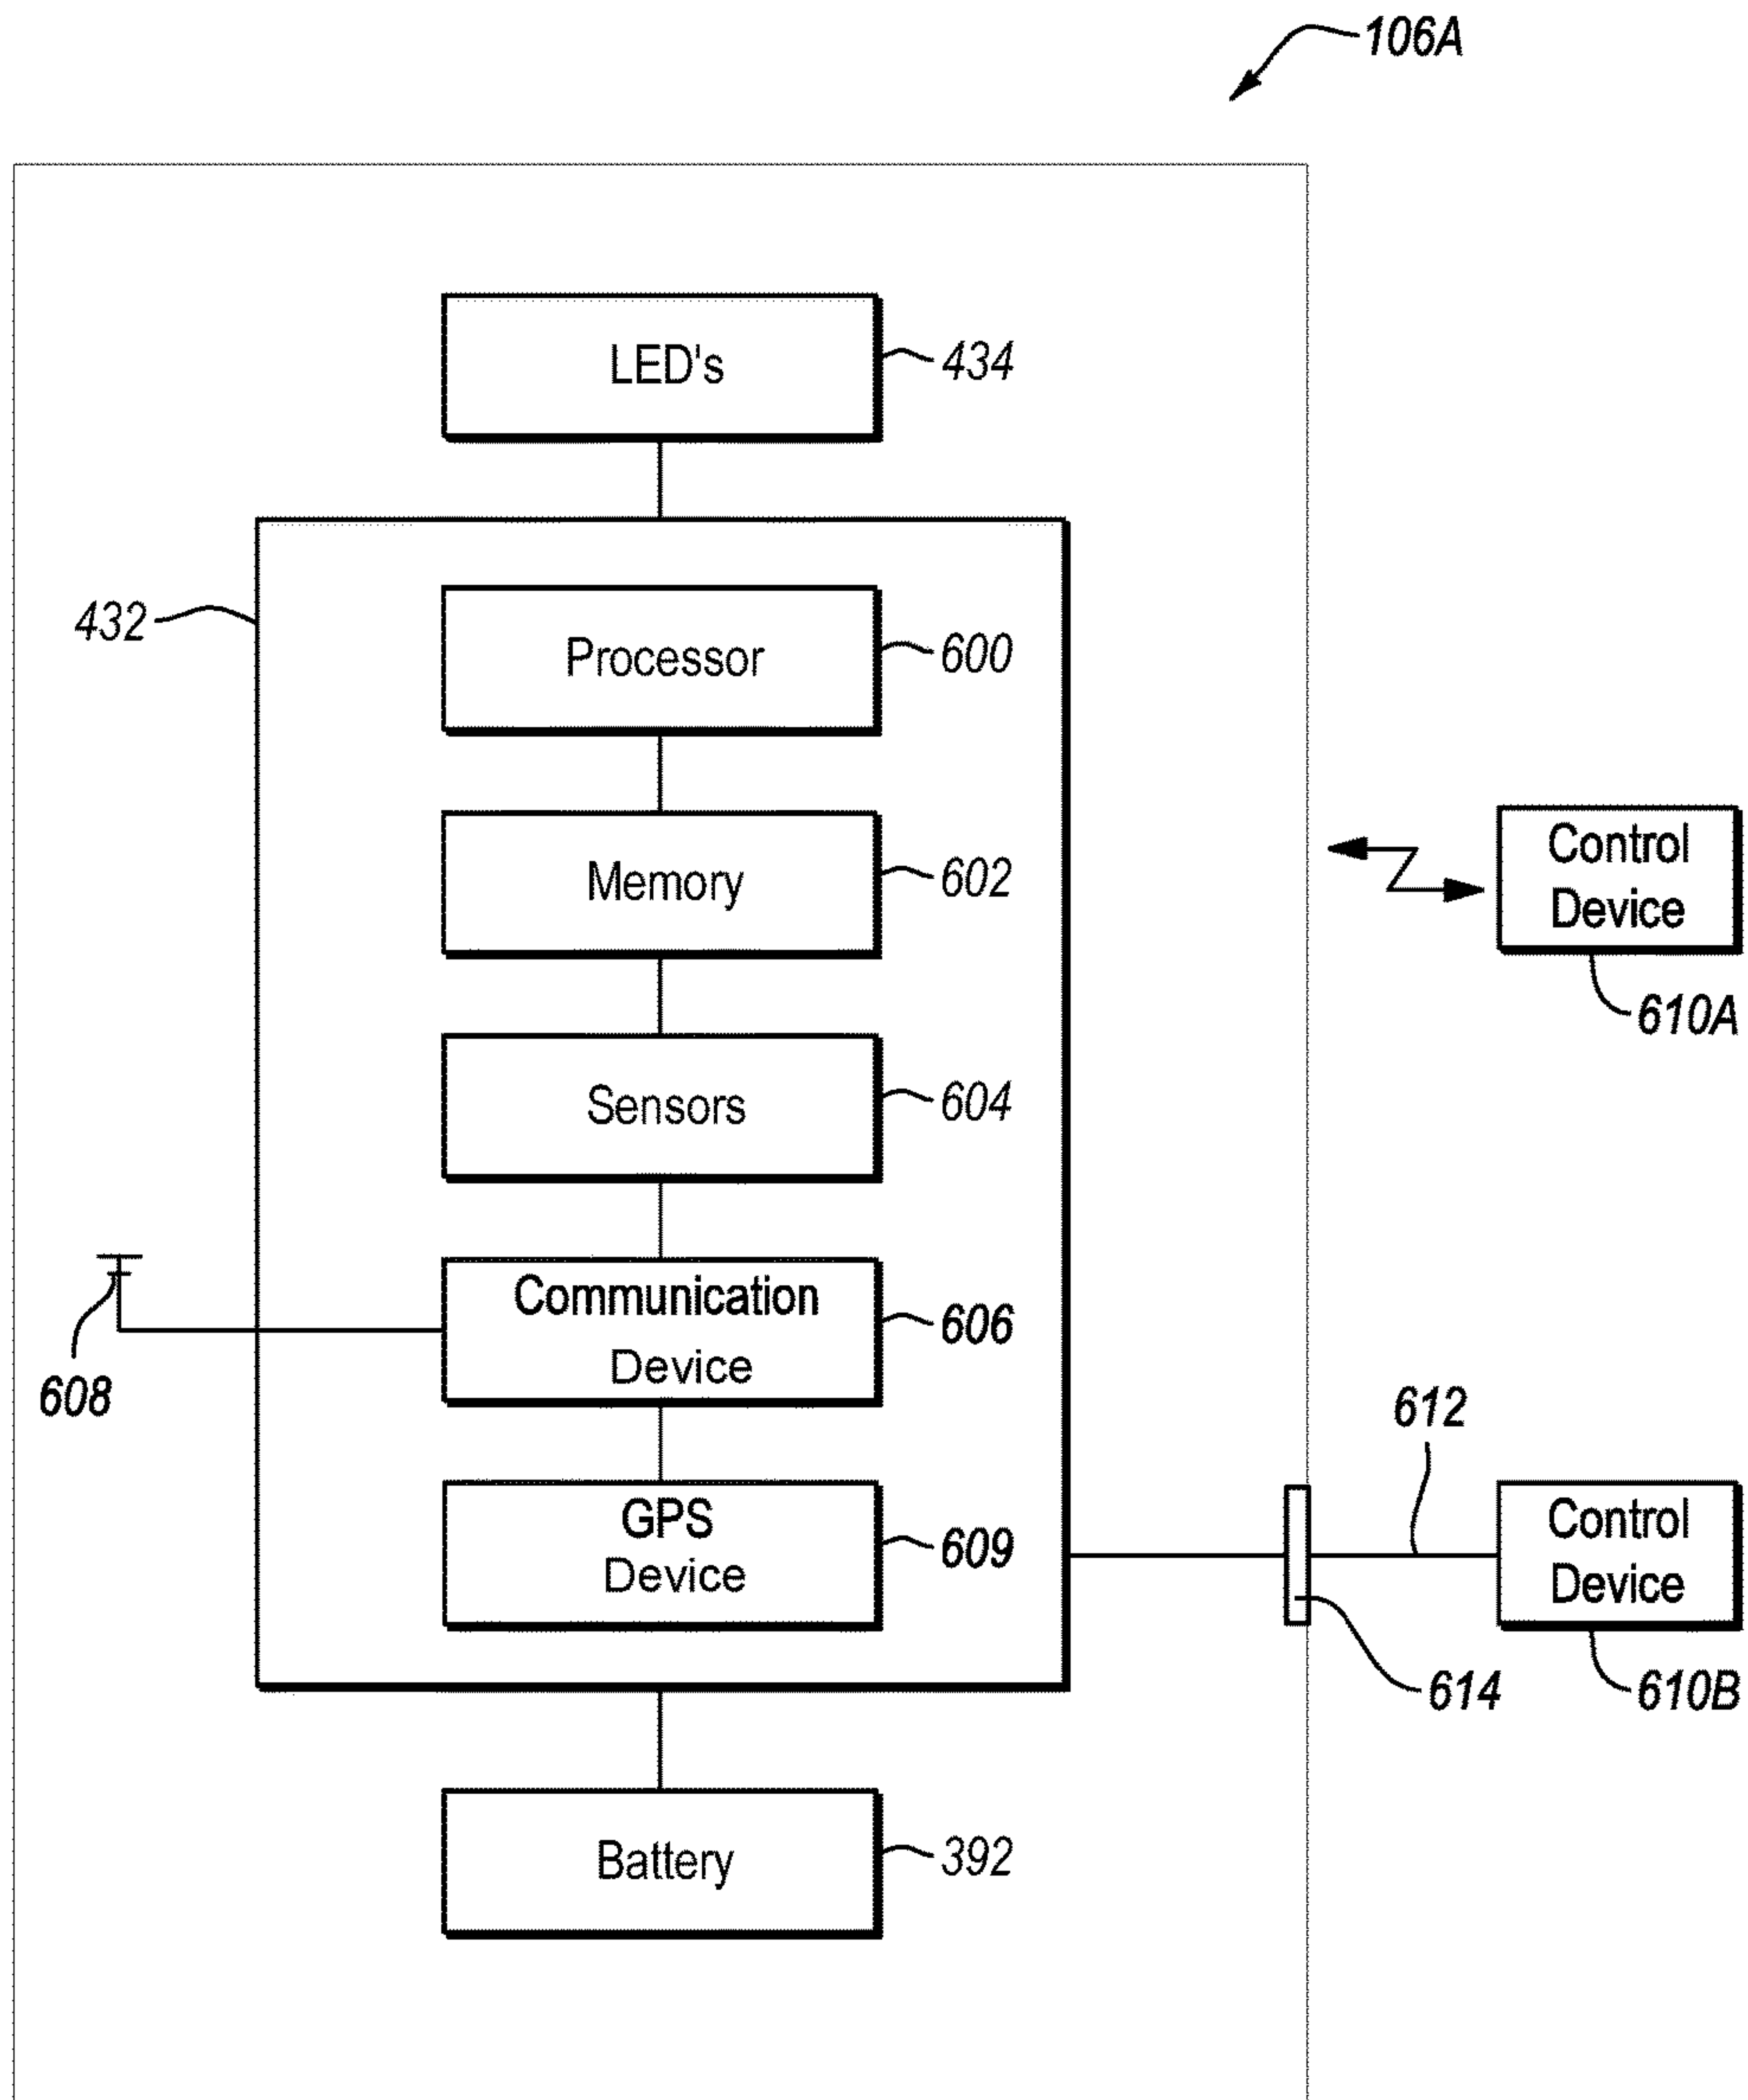 106A
LED's
434
432
Processor
600
Memory
602
Control
Device
610A
Sensors
604
Communication
Device
606
608
GPS
Device
609
612
Control
Device
610B
614
Battery
392